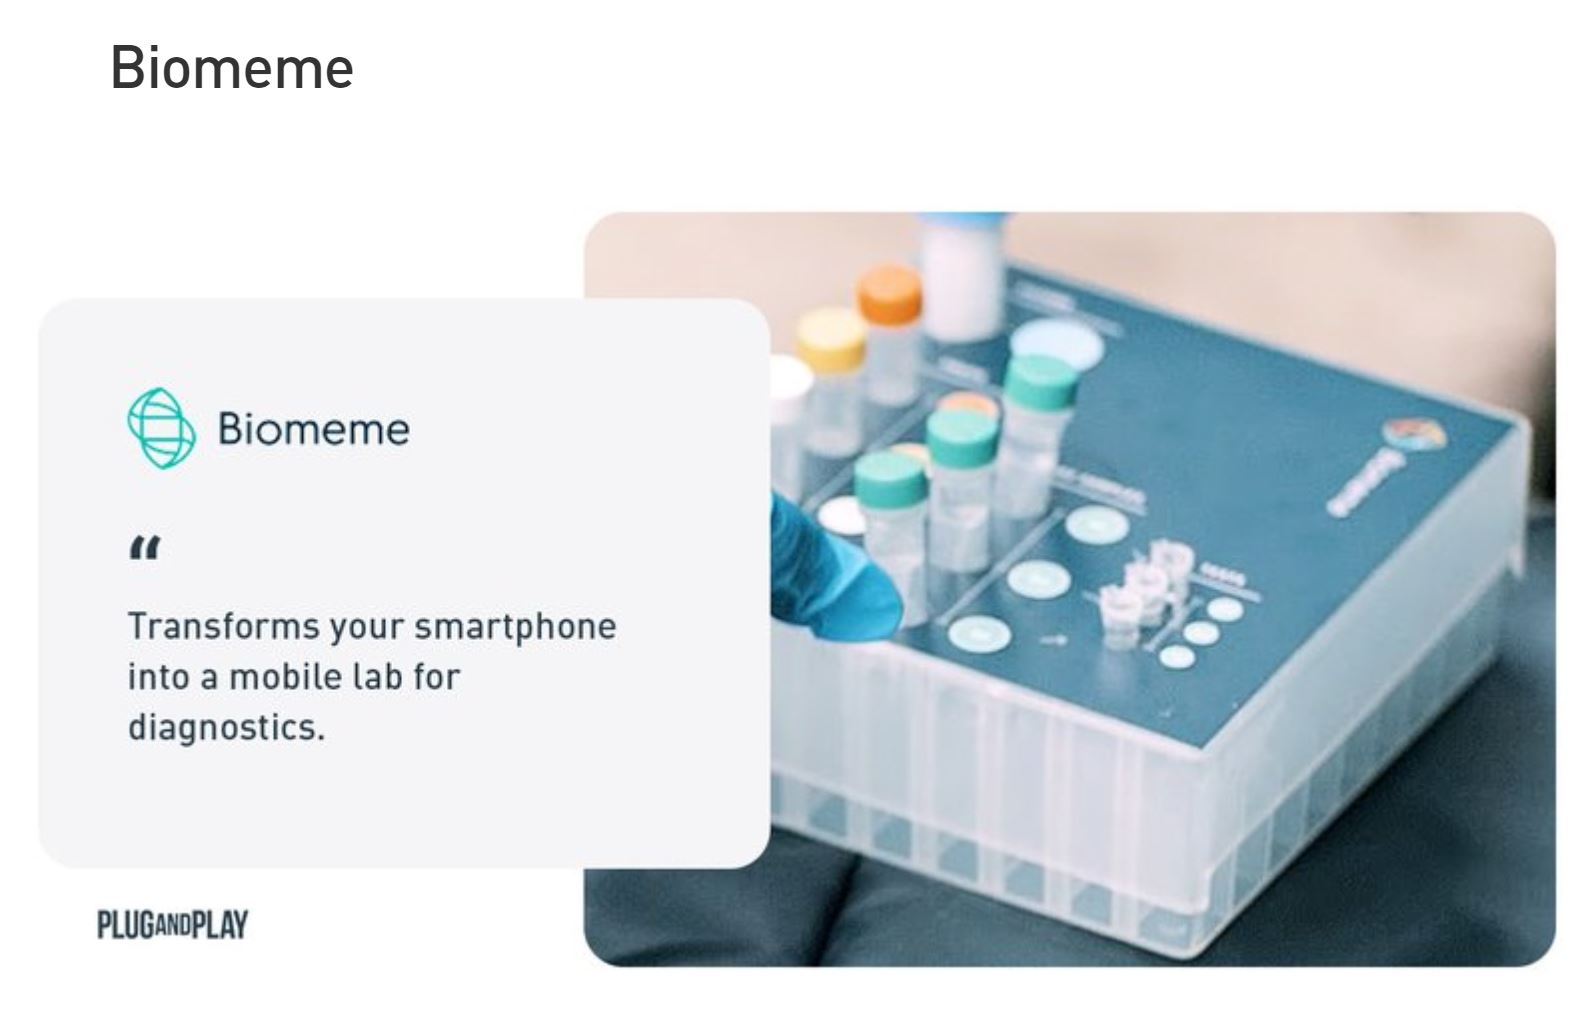 Biomeme
Biomeme
“
Transforms your smartphone
into a mobile lab for
diagnostics.
PLUGANDPLAY